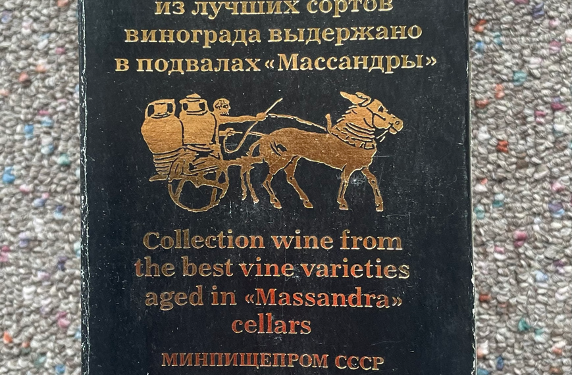 из лучших сортов
винограда выдержано
в подвалах «Массандры»
Collection wine from
the best vine varieties
aged in «Massandra»
cellars
МИНПИЩЕПРОМ СССР